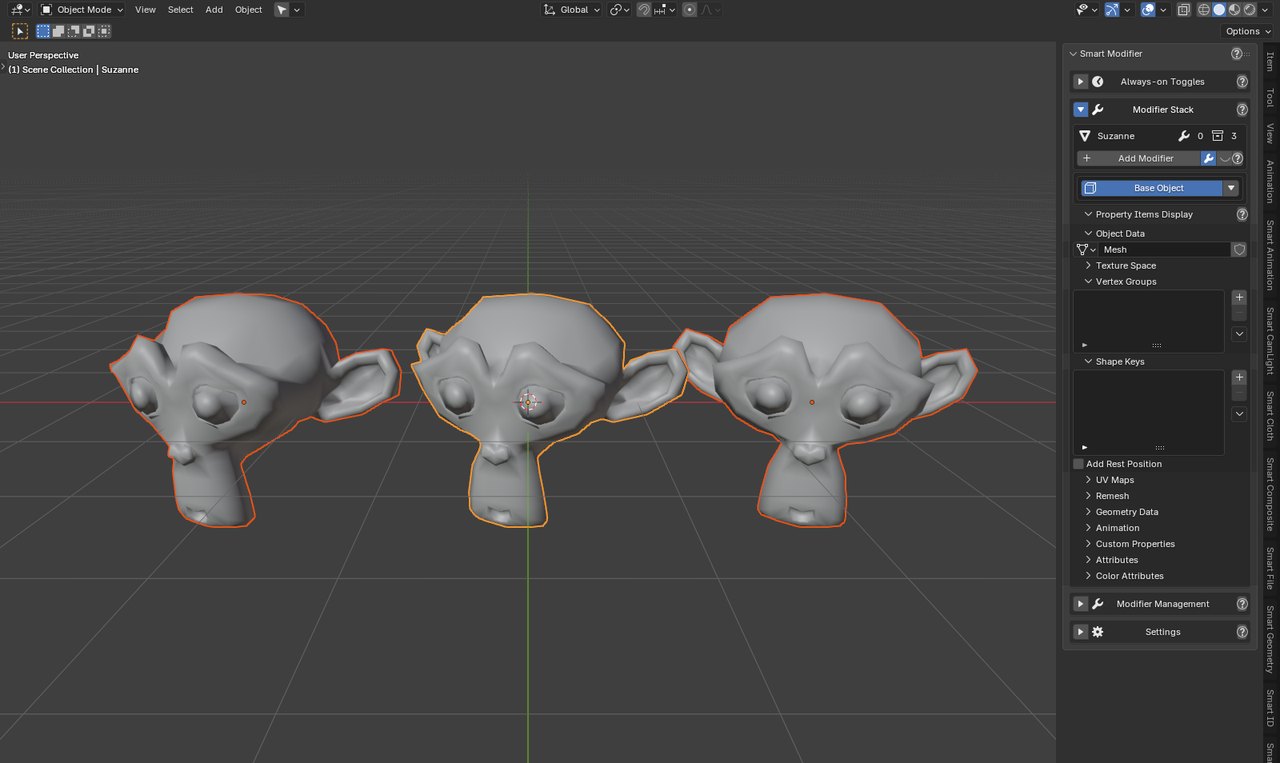 Object Mode View Select Add Object Global
Options
User Perspective
(1) Scene Collection | Suzanne
Smart Modifier
Always-on Toggles
Modifier Stack
Suzanne 0 3
Add Modifier
Base Object
Property Items Display
Object Data
Mesh
Texture Space
Vertex Groups
Shape Keys
Add Rest Position
UV Maps
Remesh
Geometry Data
Animation
Custom Properties
Attributes
Color Attributes
Modifier Management
Settings
Item
Tool
View
Animation
Smart Animation
Smart CamLight
Smart Cloth
Smart Composite
Smart File
Smart Geometry
Smart ID
Sma